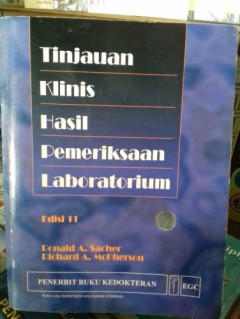 Tinjauan
Klinis
Hasil
Pemeriksaan
Laboratorium
Edisi 11
Ronald A. Sacher
Richard A. McPherson
PENERBIT BUKU KEDOKTERAN
EGC